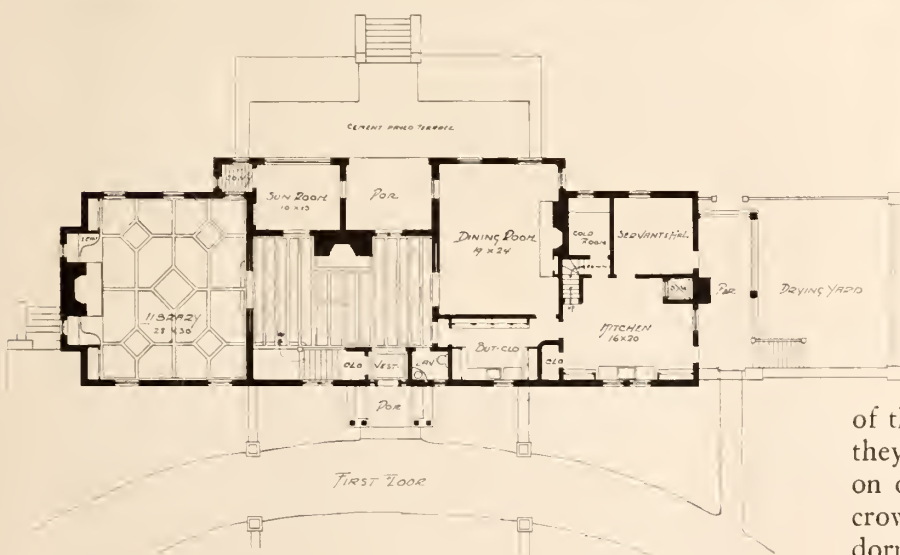 CEMENT PAVED TERRACE
SUN ROOM
10 X 13
POR
DINING ROOM
19 X 24
COLD
ROOM
SERVANTS HAL
LIBRARY
28 X 30
POR
DRYING YARD
KITCHEN
16 X 20
BUT-CLO
CLO
VEST
LAV
CLO
POR
FIRST FLOOR
of th
they
on o
crow
dorr